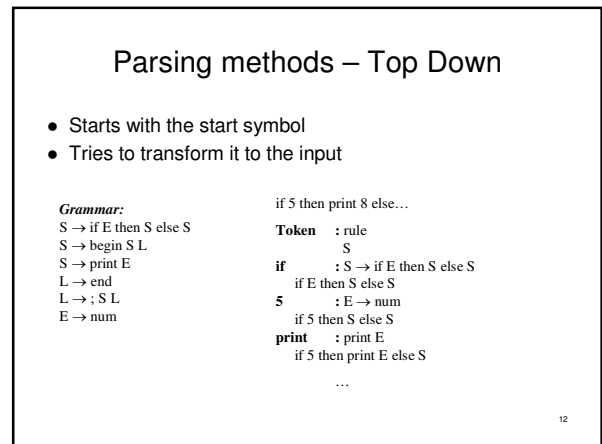 Parsing methods – Top Down
● Starts with the start symbol
● Tries to transform it to the input
Grammar:
S → if E then S else S
S → begin S L
S → print E
L → end
L → ; S L
E → num
if 5 then print 8 else…
Token : rule
S
if : S → if E then S else S
if E then S else S
5 : E → num
if 5 then S else S
print : print E
if 5 then print E else S
…
12